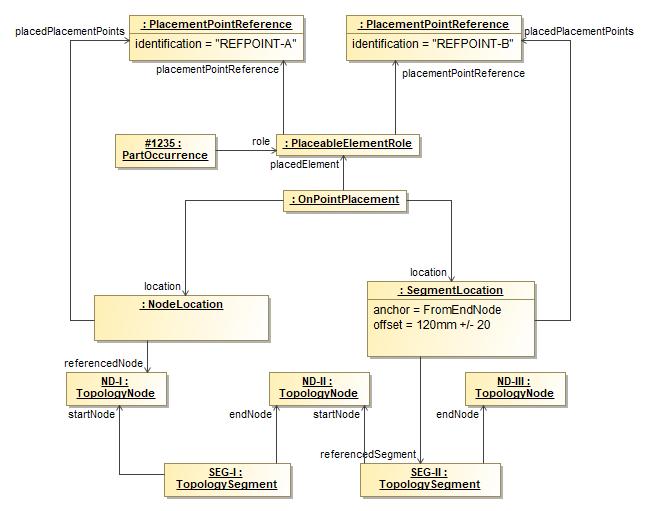 : PlacementPointReference
: PlacementPointReference
placedPlacementPoints
placedPlacementPoints
identification = "REFPOINT-A"
identification = "REFPOINT-B"
placementPointReference
placementPointReference
#1235 :
PartOccurrence
role
: PlaceableElementRole
placedElement
: OnPointPlacement
location
location
: NodeLocation
: SegmentLocation
anchor = FromEndNode
offset = 120mm +/- 20
referencedNode
ND-I :
TopologyNode
ND-II :
TopologyNode
ND-III :
TopologyNode
startNode
endNode
startNode
endNode
referencedSegment
SEG-I :
TopologySegment
SEG-II :
TopologySegment